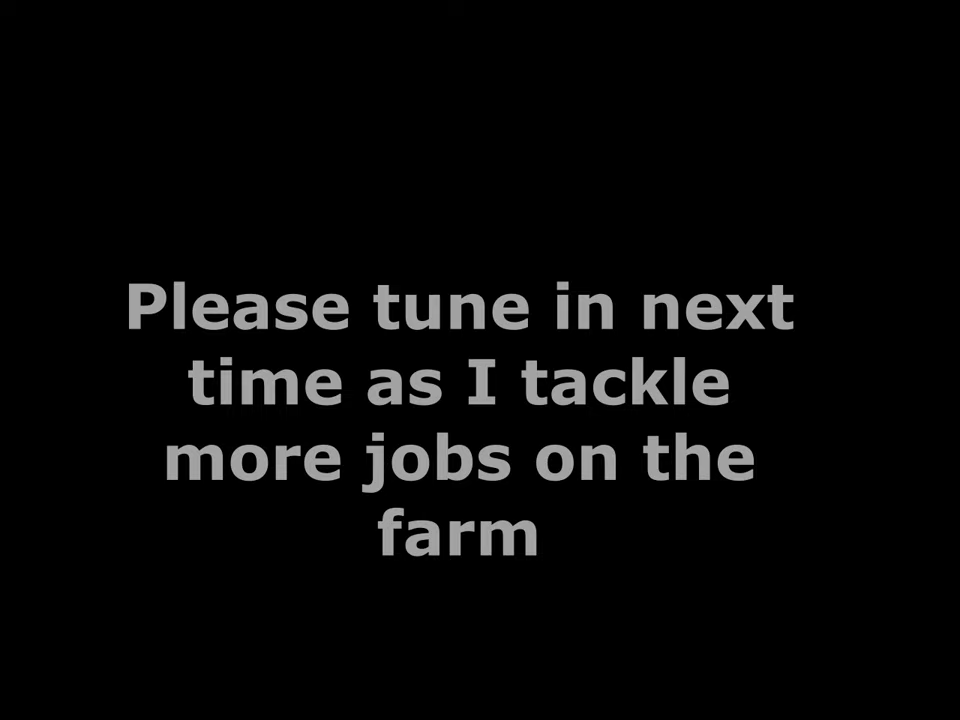 Please tune in next
time as I tackle
more jobs on the
farm